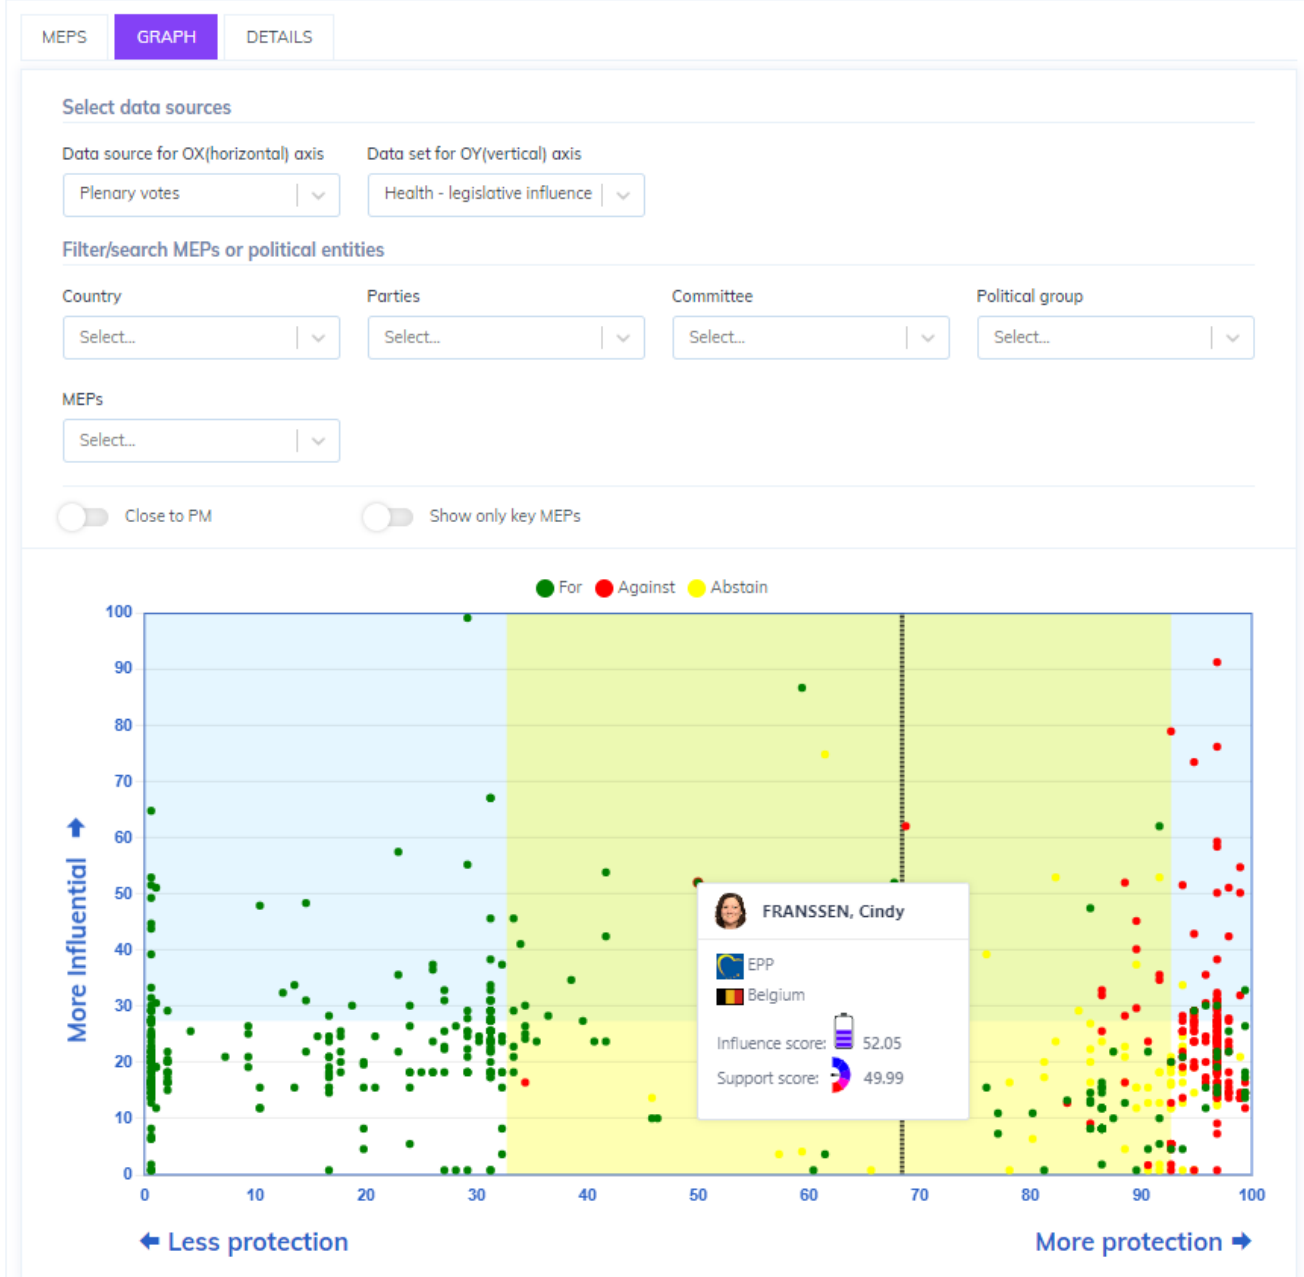 MEPS GRAPH DETAILS
Select data sources
Data source for OX(horizontal) axis Data set for OY(vertical) axis
Plenary votes Health - legislative influence
Filter/search MEPs or political entities
Country Parties Committee Political group
Select... Select... Select... Select...
MEPs
Select...
Close to PM Show only key MEPs
For Against Abstain
100
90
80
70
60
50
40
30
20
10
0
More Influential
FRANSSEN, Cindy
EPP
Belgium
Influence score: 52.05
Support score: 49.99
0 10 20 30 40 50 60 70 80 90 100
Less protection More protection